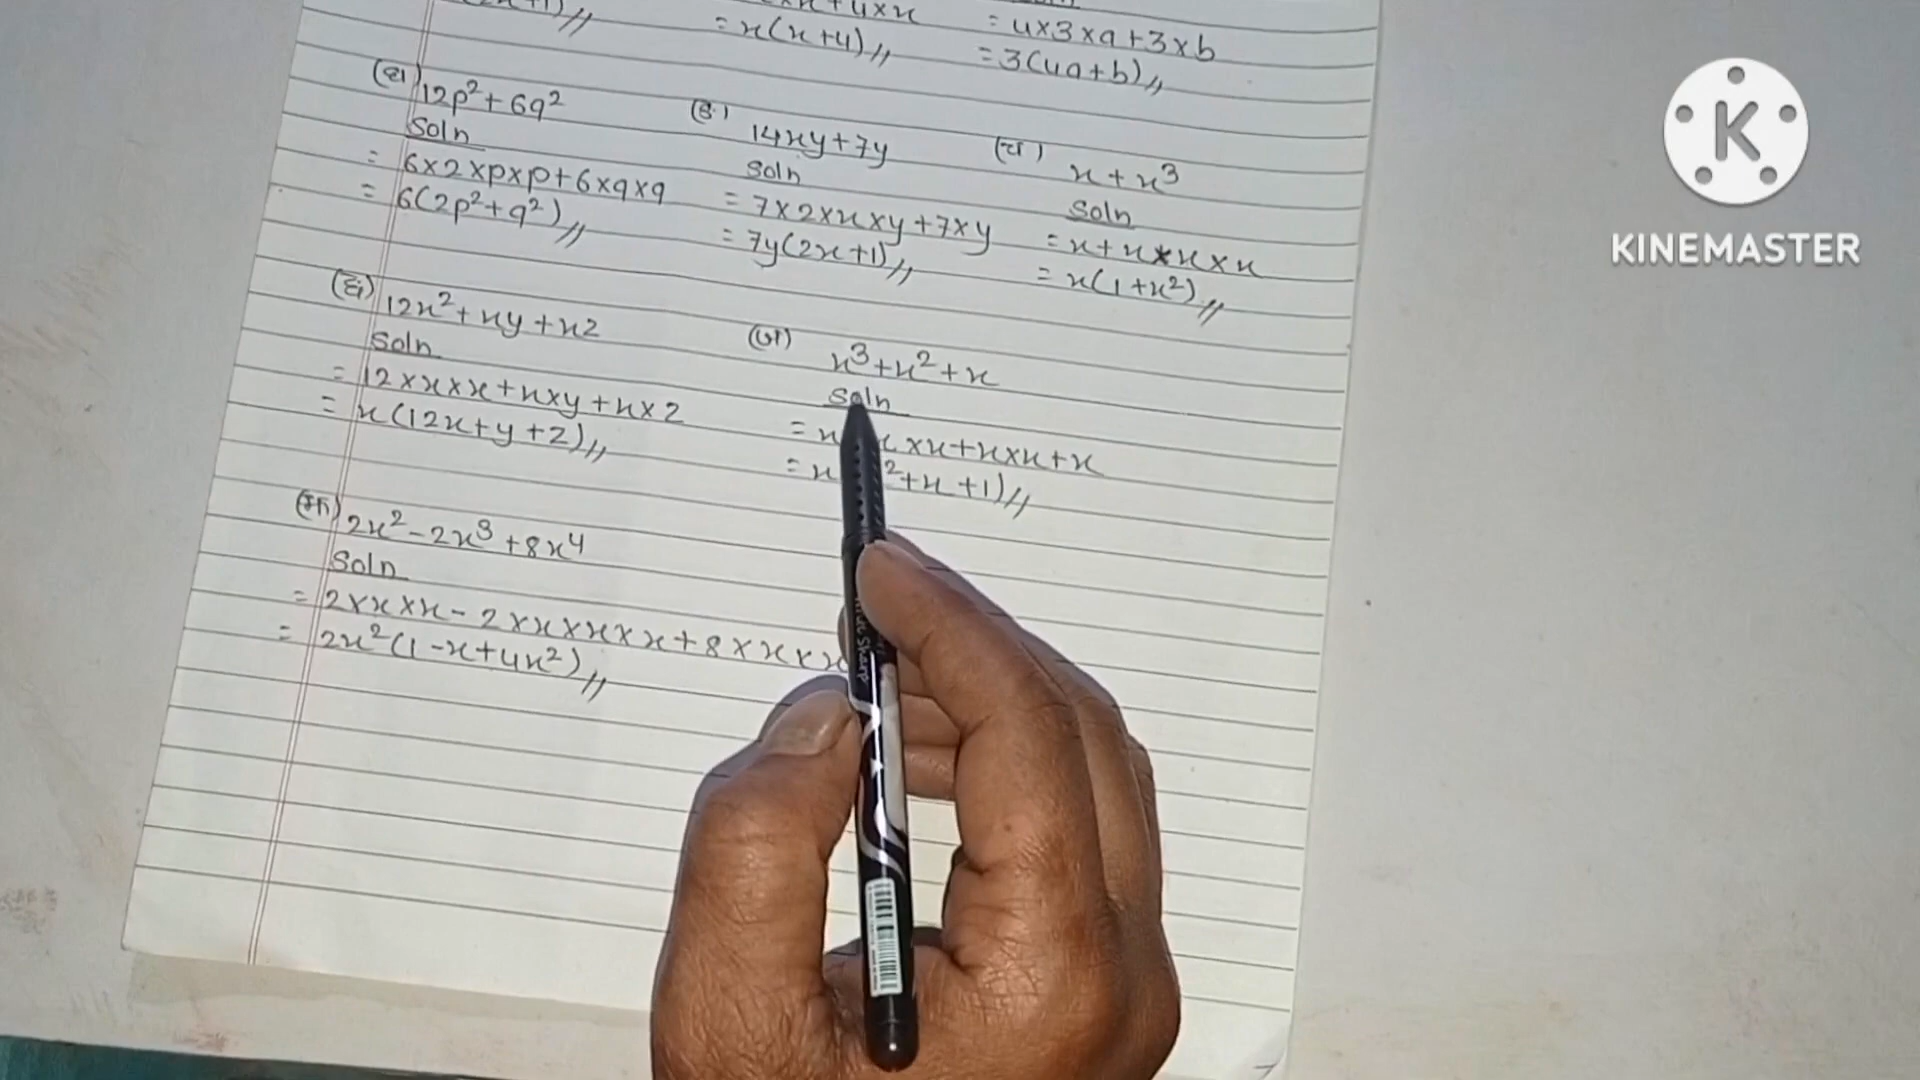 = x(x+4)//
= 4×3×a+3×b
= 3(4a+b)//
12p²+6q²
Soln
= 6×2×p×p+6×q×q
= 6(2p²+q²)//
(ङ)
14xy+7y
Soln
= 7×2×x×y+7×y
= 7y(2x+1)//
(च)
x+x³
Soln
= x+x×x×x
= x(1+x²)//
12x²+xy+xz
Soln
= 12×x×x+x×y+x×z
= x(12x+y+z)//
(ज)
x³+x²+x
Soln
×x+x×x+x
²+x+1)//
(झ) 2x²-2x³+8x⁴
Soln
= 2×x×x-2×x×x×x+8×x×x
= 2x²(1-x+4x²)//
K
KINEMASTER